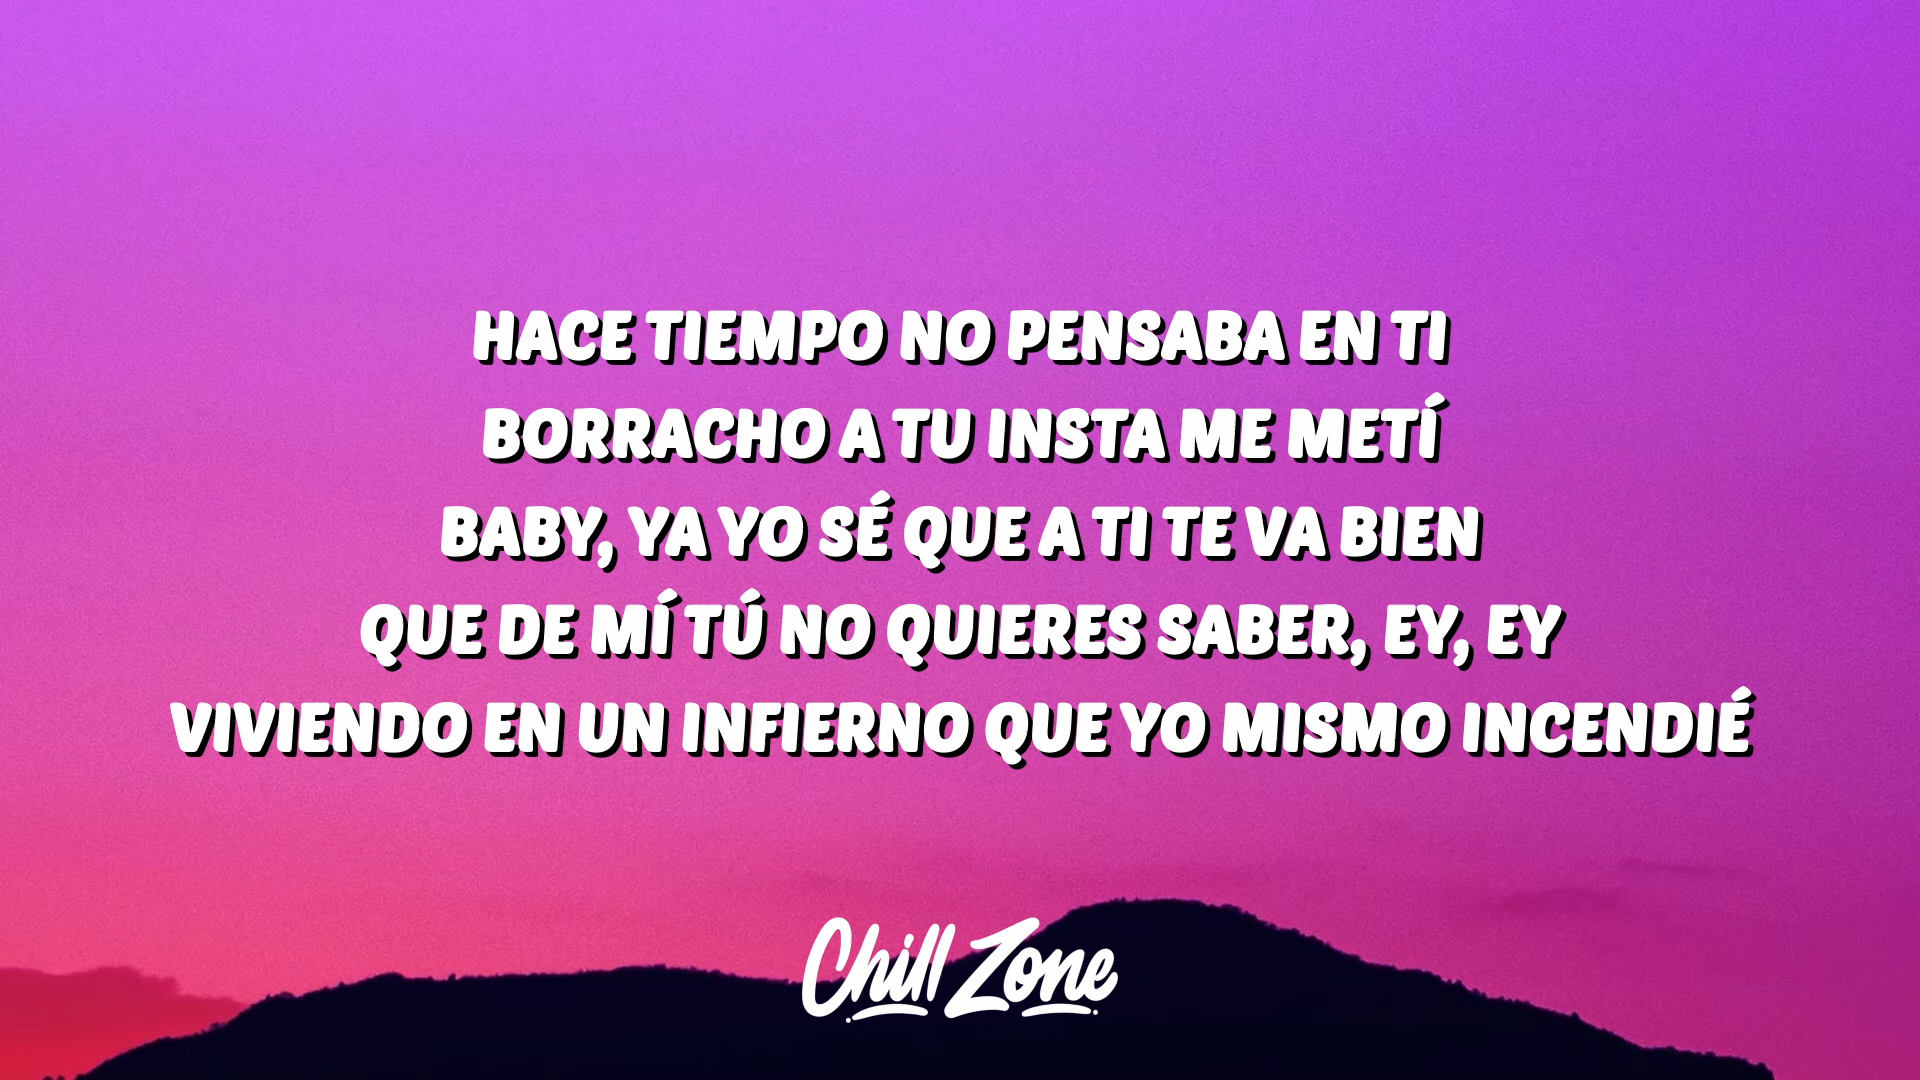 HACE TIEMPO NO PENSABA EN TI
BORRACHO A TU INSTA ME METÍ
BABY, YA YO SÉ QUE A TI TE VA BIEN
QUE DE MÍ TÚ NO QUIERES SABER, EY, EY
VIVIENDO EN UN INFIERNO QUE YO MISMO INCENDIÉ
Chill Zone